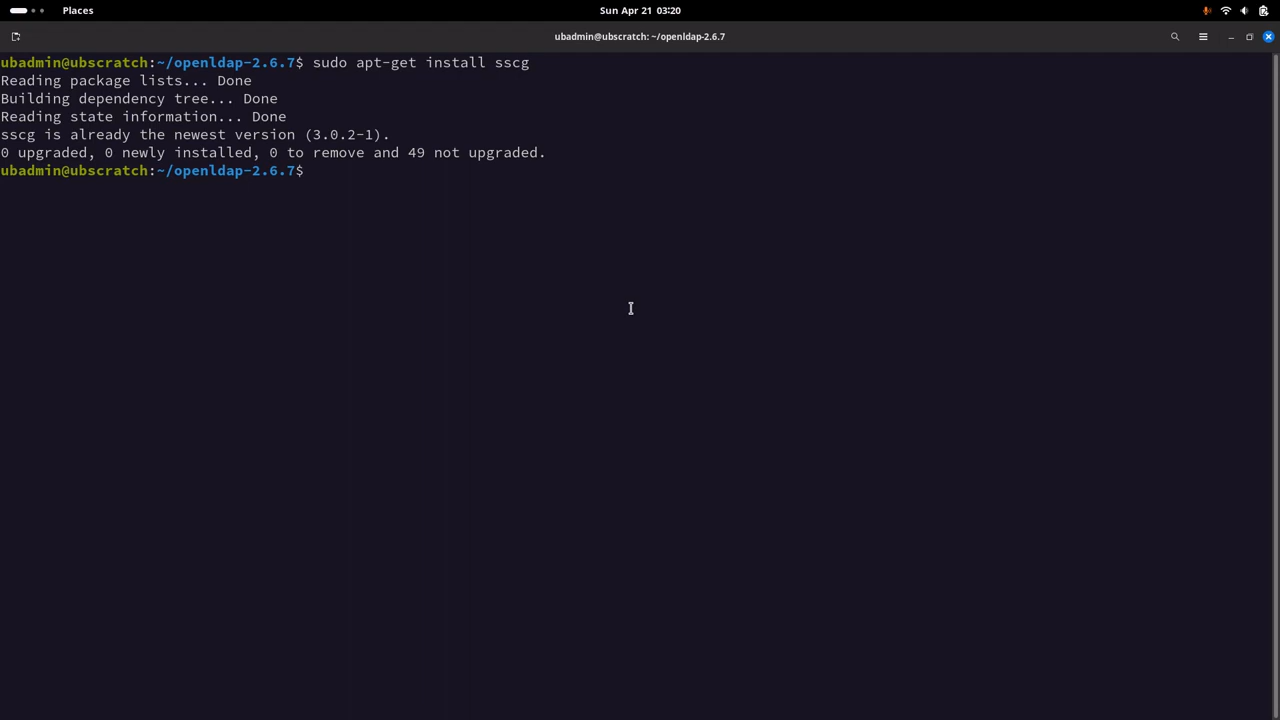 Places
Sun Apr 21 03:20
ubadmin@ubscratch: ~/openldap-2.6.7
ubadmin@ubscratch:~/openldap-2.6.7$ sudo apt-get install sscg
Reading package lists... Done
Building dependency tree... Done
Reading state information... Done
sscg is already the newest version (3.0.2-1).
0 upgraded, 0 newly installed, 0 to remove and 49 not upgraded.
ubadmin@ubscratch:~/openldap-2.6.7$